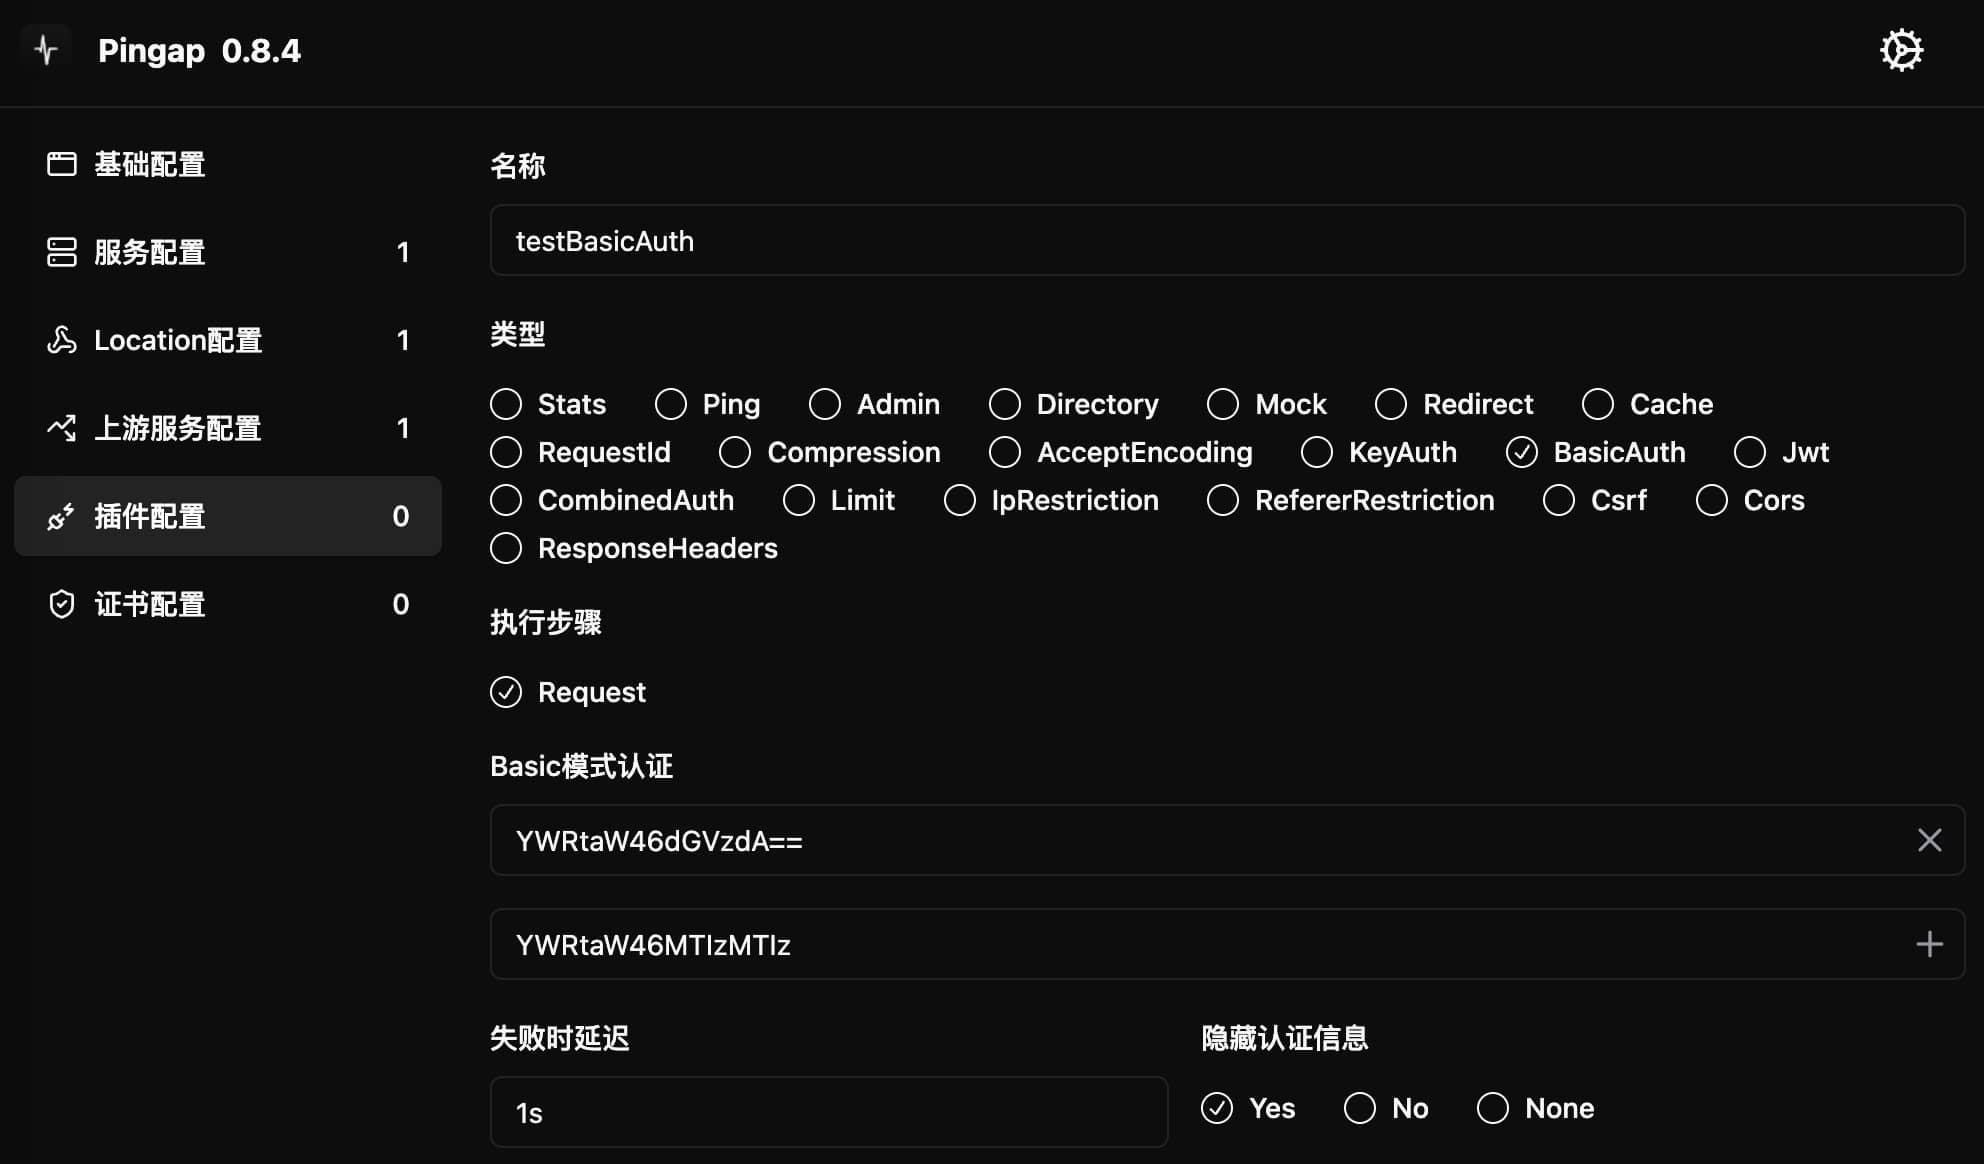 Pingap 0.8.4
基础配置
服务配置 1
Location配置 1
上游服务配置 1
插件配置 0
证书配置 0
名称
testBasicAuth
类型
Stats Ping Admin Directory Mock Redirect Cache
RequestId Compression AcceptEncoding KeyAuth BasicAuth Jwt
CombinedAuth Limit IpRestriction RefererRestriction Csrf Cors
ResponseHeaders
执行步骤
Request
Basic模式认证
YWRtaW46dGVzdA==
YWRtaW46MTIzMTIz
失败时延迟
1s
隐藏认证信息
Yes No None